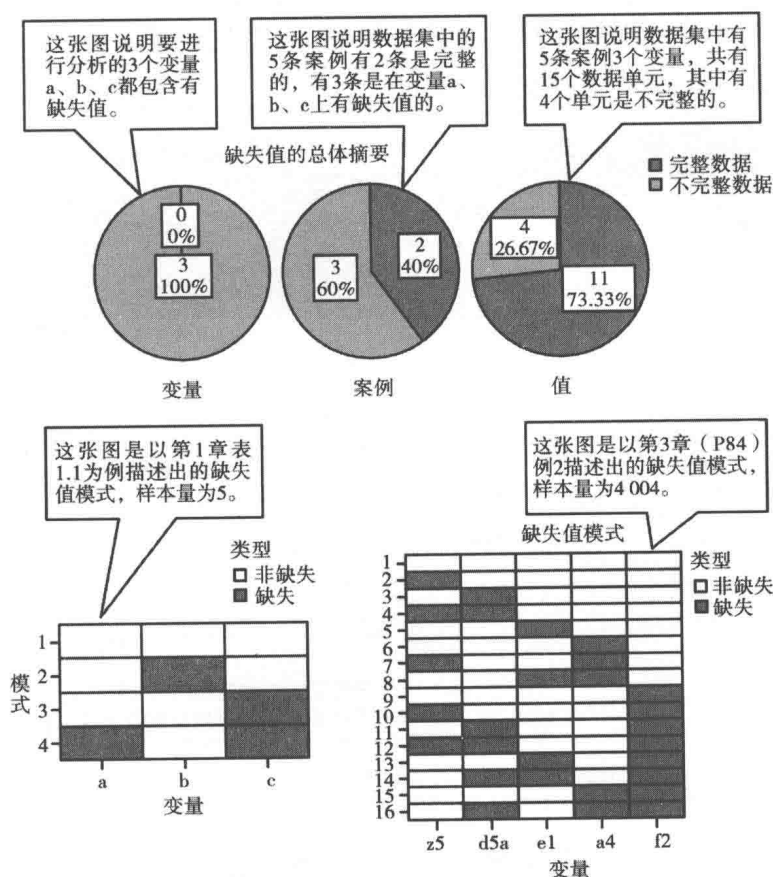 这张图说明要进
行分析的3个变量
a、b、c都包含有
缺失值。
这张图说明数据集中的
5条案例有2条是完整
的，有3条是在变量a、
b、c上有缺失值的。
这张图说明数据集中有
5条案例3个变量，共有
15个数据单元，其中有
4个单元是不完整的。
缺失值的总体摘要
完整数据
不完整数据
0
0%
3
100%
变量
2
40%
3
60%
案例
4
26.67%
11
73.33%
值
这张图是以第1章表
1.1为例描述出的缺失
值模式，样本量为5。
类型
非缺失
缺失
模式
1
2
3
4
a b c
变量
这张图是以第3章（P84）
例2描述出的缺失值模式，
样本量为4 004。
缺失值模式
类型
非缺失
缺失
1
2
3
4
5
6
7
8
9
10
11
12
13
14
15
16
z5 d5a e1 a4 f2
变量